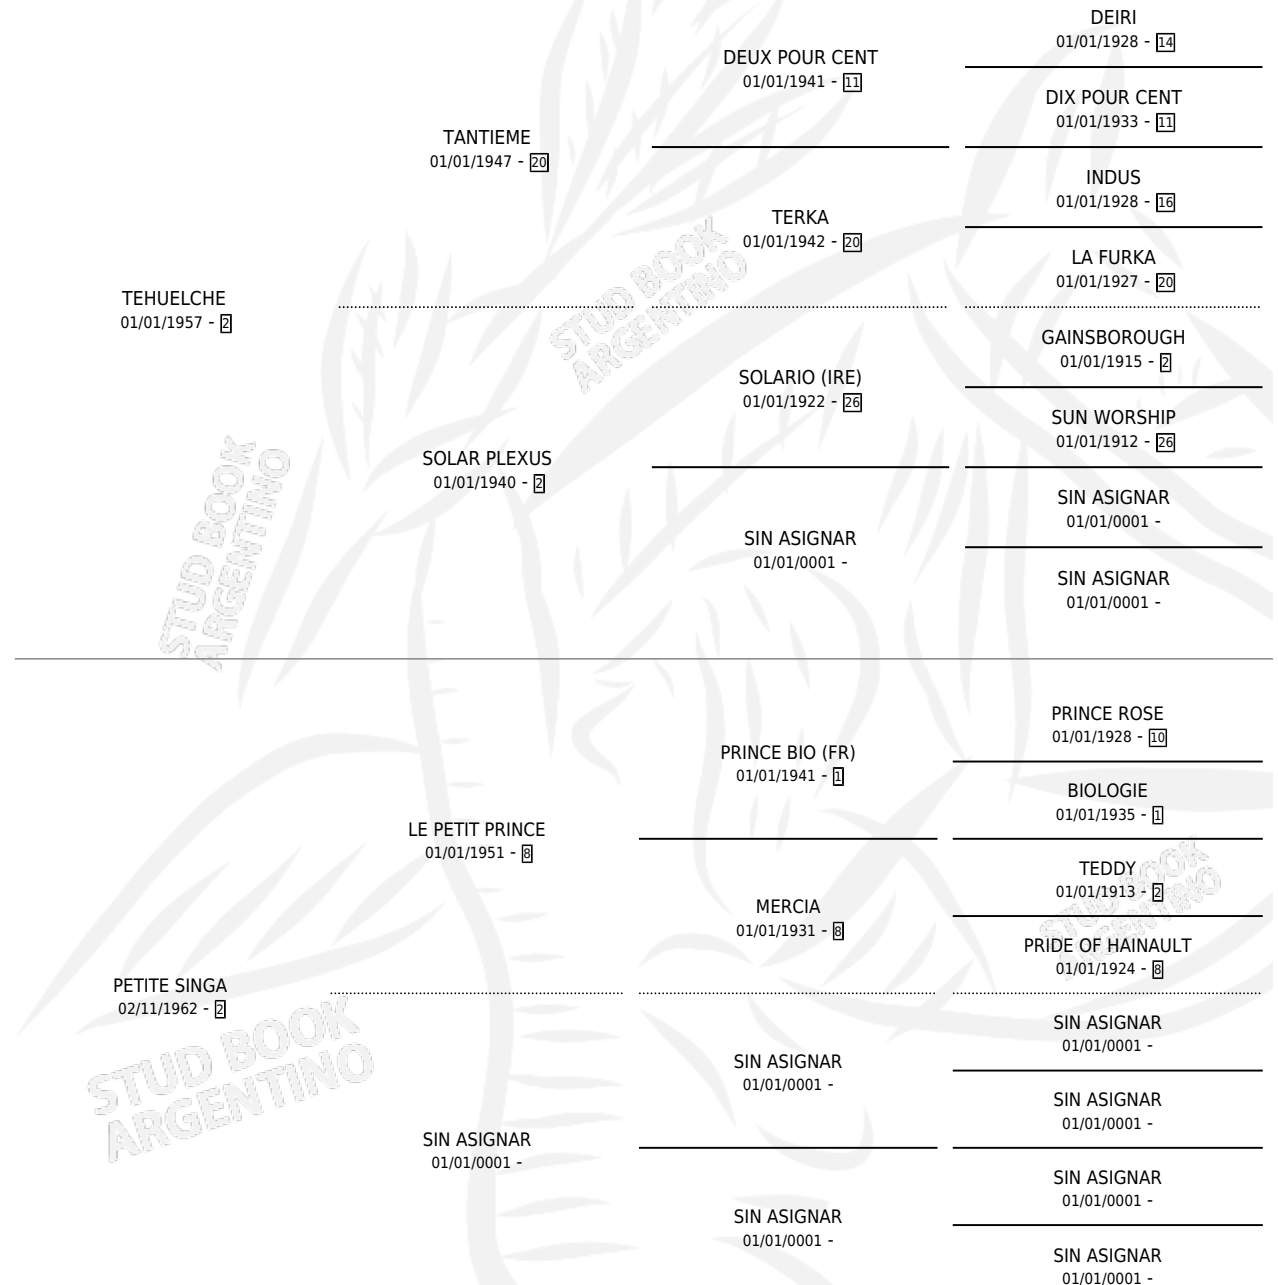 DEIRI
01/01/1928 - 14
DEUX POUR CENT
01/01/1941 - 11
DIX POUR CENT
01/01/1933 - 11
TANTIEME
01/01/1947 - 20
INDUS
01/01/1928 - 16
TERKA
01/01/1942 - 20
LA FURKA
01/01/1927 - 20
TEHUELCHE
01/01/1957 - 2
STUD BOOK
ARGENTINO
GAINSBOROUGH
01/01/1915 - 2
SOLARIO (IRE)
01/01/1922 - 26
SUN WORSHIP
01/01/1912 - 26
SOLAR PLEXUS
01/01/1940 - 2
SIN ASIGNAR
01/01/0001 -
SIN ASIGNAR
01/01/0001 -
SIN ASIGNAR
01/01/0001 -
STUD BOOK
ARGENTINO
PRINCE ROSE
01/01/1928 - 10
PRINCE BIO (FR)
01/01/1941 - 1
BIOLOGIE
01/01/1935 - 1
LE PETIT PRINCE
01/01/1951 - 8
TEDDY
01/01/1913 - 2
MERCIA
01/01/1931 - 8
PRIDE OF HAINAULT
01/01/1924 - 8
STUD BOOK
ARGENTINO
PETITE SINGA
02/11/1962 - 2
SIN ASIGNAR
01/01/0001 -
SIN ASIGNAR
01/01/0001 -
SIN ASIGNAR
01/01/0001 -
STUD BOOK
ARGENTINO
SIN ASIGNAR
01/01/0001 -
SIN ASIGNAR
01/01/0001 -
SIN ASIGNAR
01/01/0001 -
SIN ASIGNAR
01/01/0001 -